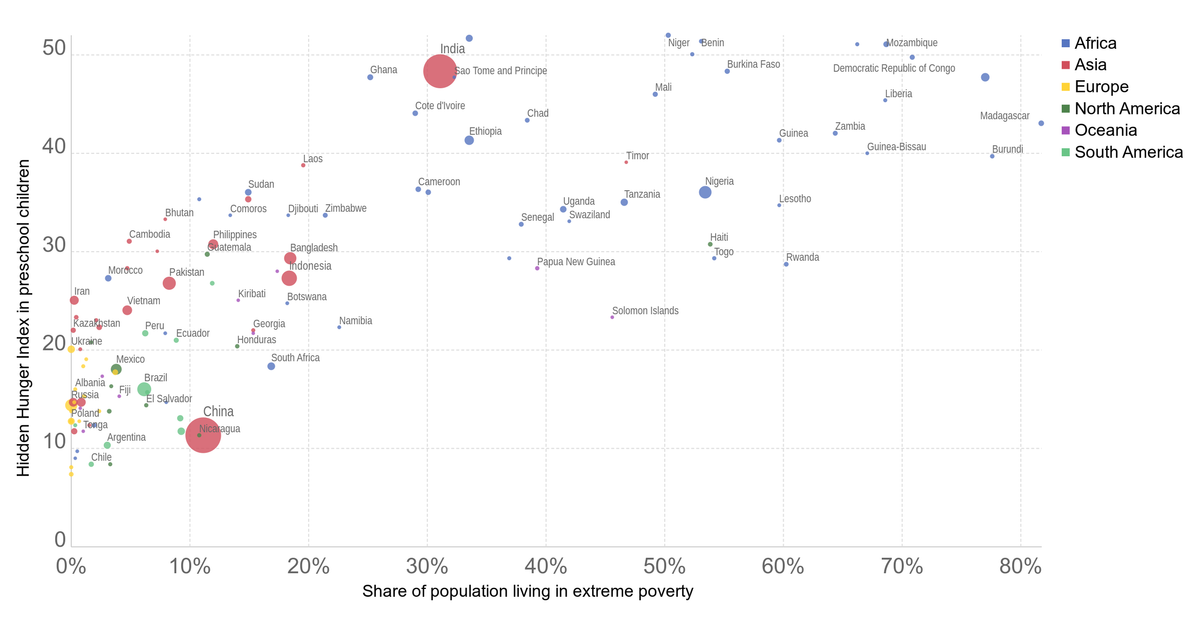 50
40
30
20
10
0
0%
10%
20%
30%
40%
50%
60%
70%
80%
Hidden Hunger Index in preschool children
Share of population living in extreme poverty
Africa
Asia
Europe
North America
Oceania
South America
India
Niger
Benin
Mozambique
Ghana
Sao Tome and Principe
Burkina Faso
Democratic Republic of Congo
Mali
Liberia
Cote d'Ivoire
Chad
Madagascar
Ethiopia
Guinea
Zambia
Guinea-Bissau
Burundi
Laos
Timor
Sudan
Cameroon
Nigeria
Tanzania
Lesotho
Bhutan
Comoros
Djibouti
Zimbabwe
Uganda
Swaziland
Senegal
Cambodia
Philippines
Guatemala
Bangladesh
Haiti
Togo
Rwanda
Papua New Guinea
Morocco
Pakistan
Indonesia
Iran
Vietnam
Kiribati
Botswana
Solomon Islands
Kazakhstan
Peru
Ecuador
Georgia
Namibia
Ukraine
Honduras
Mexico
South Africa
Albania
Fiji
Brazil
Russia
El Salvador
Poland
China
Tonga
Nicaragua
Argentina
Chile